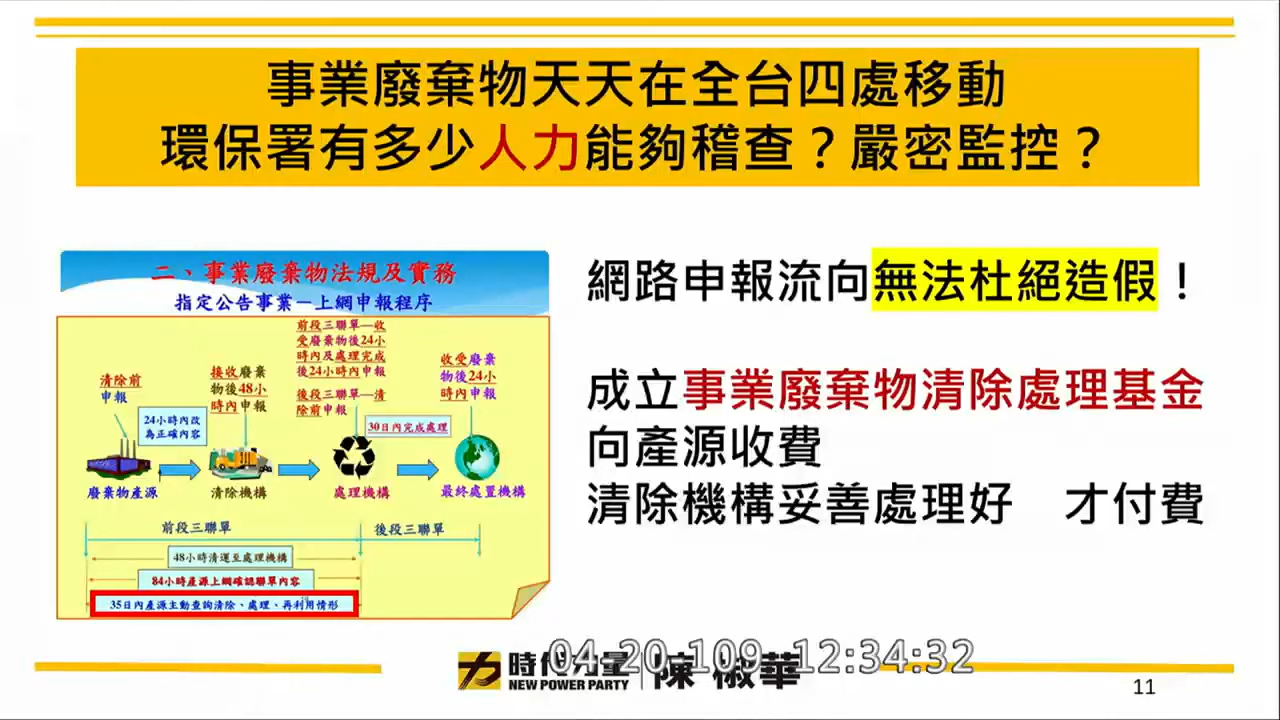 事業廢棄物天天在全台四處移動
環保署有多少人力能夠稽查？嚴密監控？
二、事業廢棄物法規及實務
指定公告事業－上網申報程序
清除前
申報
24小時內改
為正確內容
接收廢棄
物後48小
時內申報
前段三聯單—收
受廢棄物後24小
時內及處理完成
後24小時內申報
後段三聯單—清
除前申報
30日內完成處理
收受廢棄
物後24小
時內申報
廢棄物產源
清除機構
處理機構
最終處置機構
前段三聯單
後段三聯單
48小時清運至處理機構
84小時產源上網確認聯單內容
35日內產源主動查詢清除、處理、再利用情形
網路申報流向無法杜絕造假！
成立事業廢棄物清除處理基金
向產源收費
清除機構妥善處理好　才付費
時代力量
NEW POWER PARTY
陳椒華
04-20-109 12:34:32
11